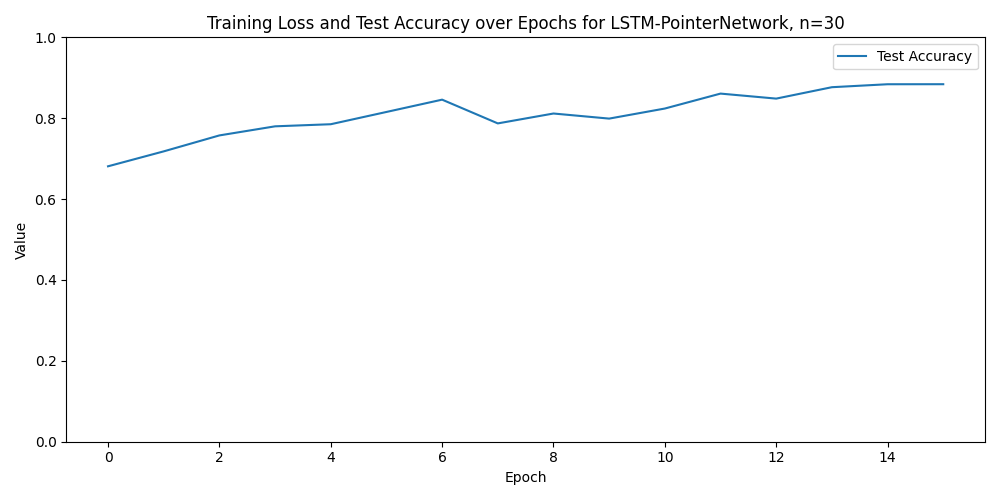 Training Loss and Test Accuracy over Epochs for LSTM-PointerNetwork, n=30
Test Accuracy
Value
1.0
0.8
0.6
0.4
0.2
0.0
0 2 4 6 8 10 12 14
Epoch